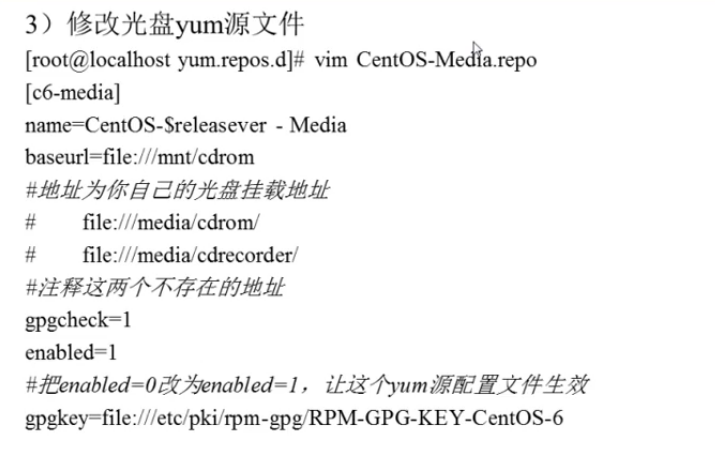 3）修改光盘yum源文件
[root@localhost yum.repos.d]# vim CentOS-Media.repo
[c6-media]
name=CentOS-$releasever - Media
baseurl=file:///mnt/cdrom
#地址为你自己的光盘挂载地址
# file:///media/cdrom/
# file:///media/cdrecorder/
#注释这两个不存在的地址
gpgcheck=1
enabled=1
#把enabled=0改为enabled=1，让这个yum源配置文件生效
gpgkey=file:///etc/pki/rpm-gpg/RPM-GPG-KEY-CentOS-6